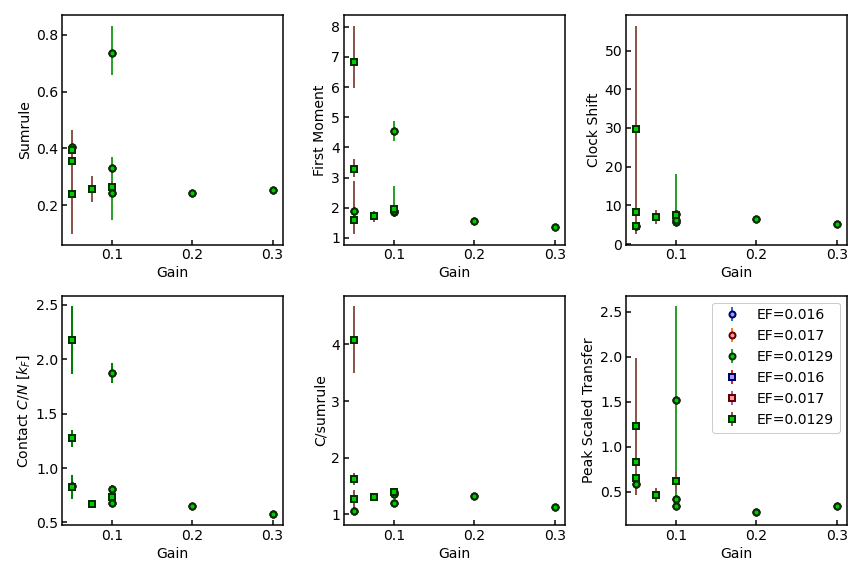 0.8
0.6
0.4
0.2
Sumrule
0.1 0.2 0.3
Gain
8
7
6
5
4
3
2
1
First Moment
0.1 0.2 0.3
Gain
50
40
30
20
10
0
Clock Shift
0.1 0.2 0.3
Gain
2.5
2.0
1.5
1.0
0.5
Contact C/N [k_F]
0.1 0.2 0.3
Gain
4
3
2
1
C/sumrule
0.1 0.2 0.3
Gain
2.5
2.0
1.5
1.0
0.5
Peak Scaled Transfer
0.1 0.2 0.3
Gain
EF=0.016
EF=0.017
EF=0.0129
EF=0.016
EF=0.017
EF=0.0129